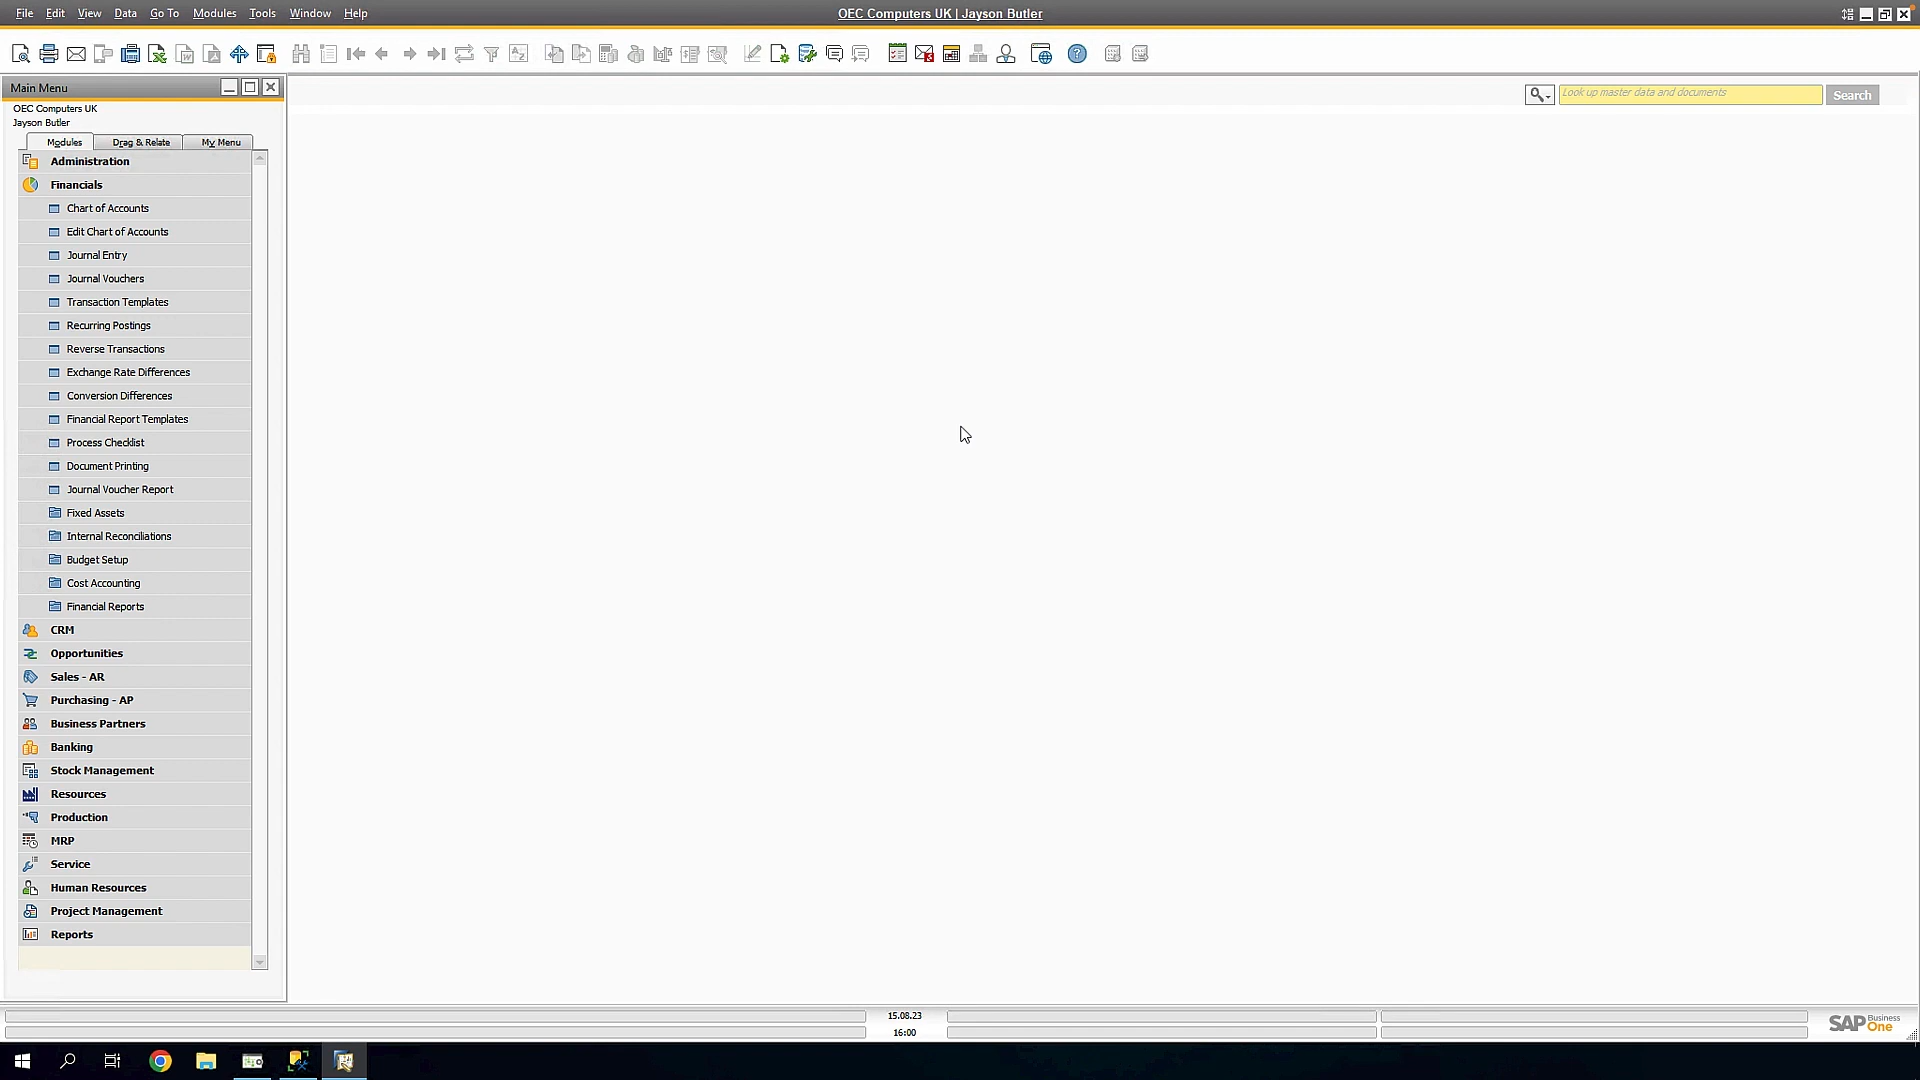 File Edit View Data Go To Modules Tools Window Help
OEC Computers UK | Jayson Butler
Main Menu
Look up master data and documents
Search
OEC Computers UK
Jayson Butler
Modules
Drag & Relate
My Menu
Administration
Financials
Chart of Accounts
Edit Chart of Accounts
Journal Entry
Journal Vouchers
Transaction Templates
Recurring Postings
Reverse Transactions
Exchange Rate Differences
Conversion Differences
Financial Report Templates
Process Checklist
Document Printing
Journal Voucher Report
Fixed Assets
Internal Reconciliations
Budget Setup
Cost Accounting
Financial Reports
CRM
Opportunities
Sales - AR
Purchasing - AP
Business Partners
Banking
Stock Management
Resources
Production
MRP
Service
Human Resources
Project Management
Reports
15.08.23
16:00
SAP Business One